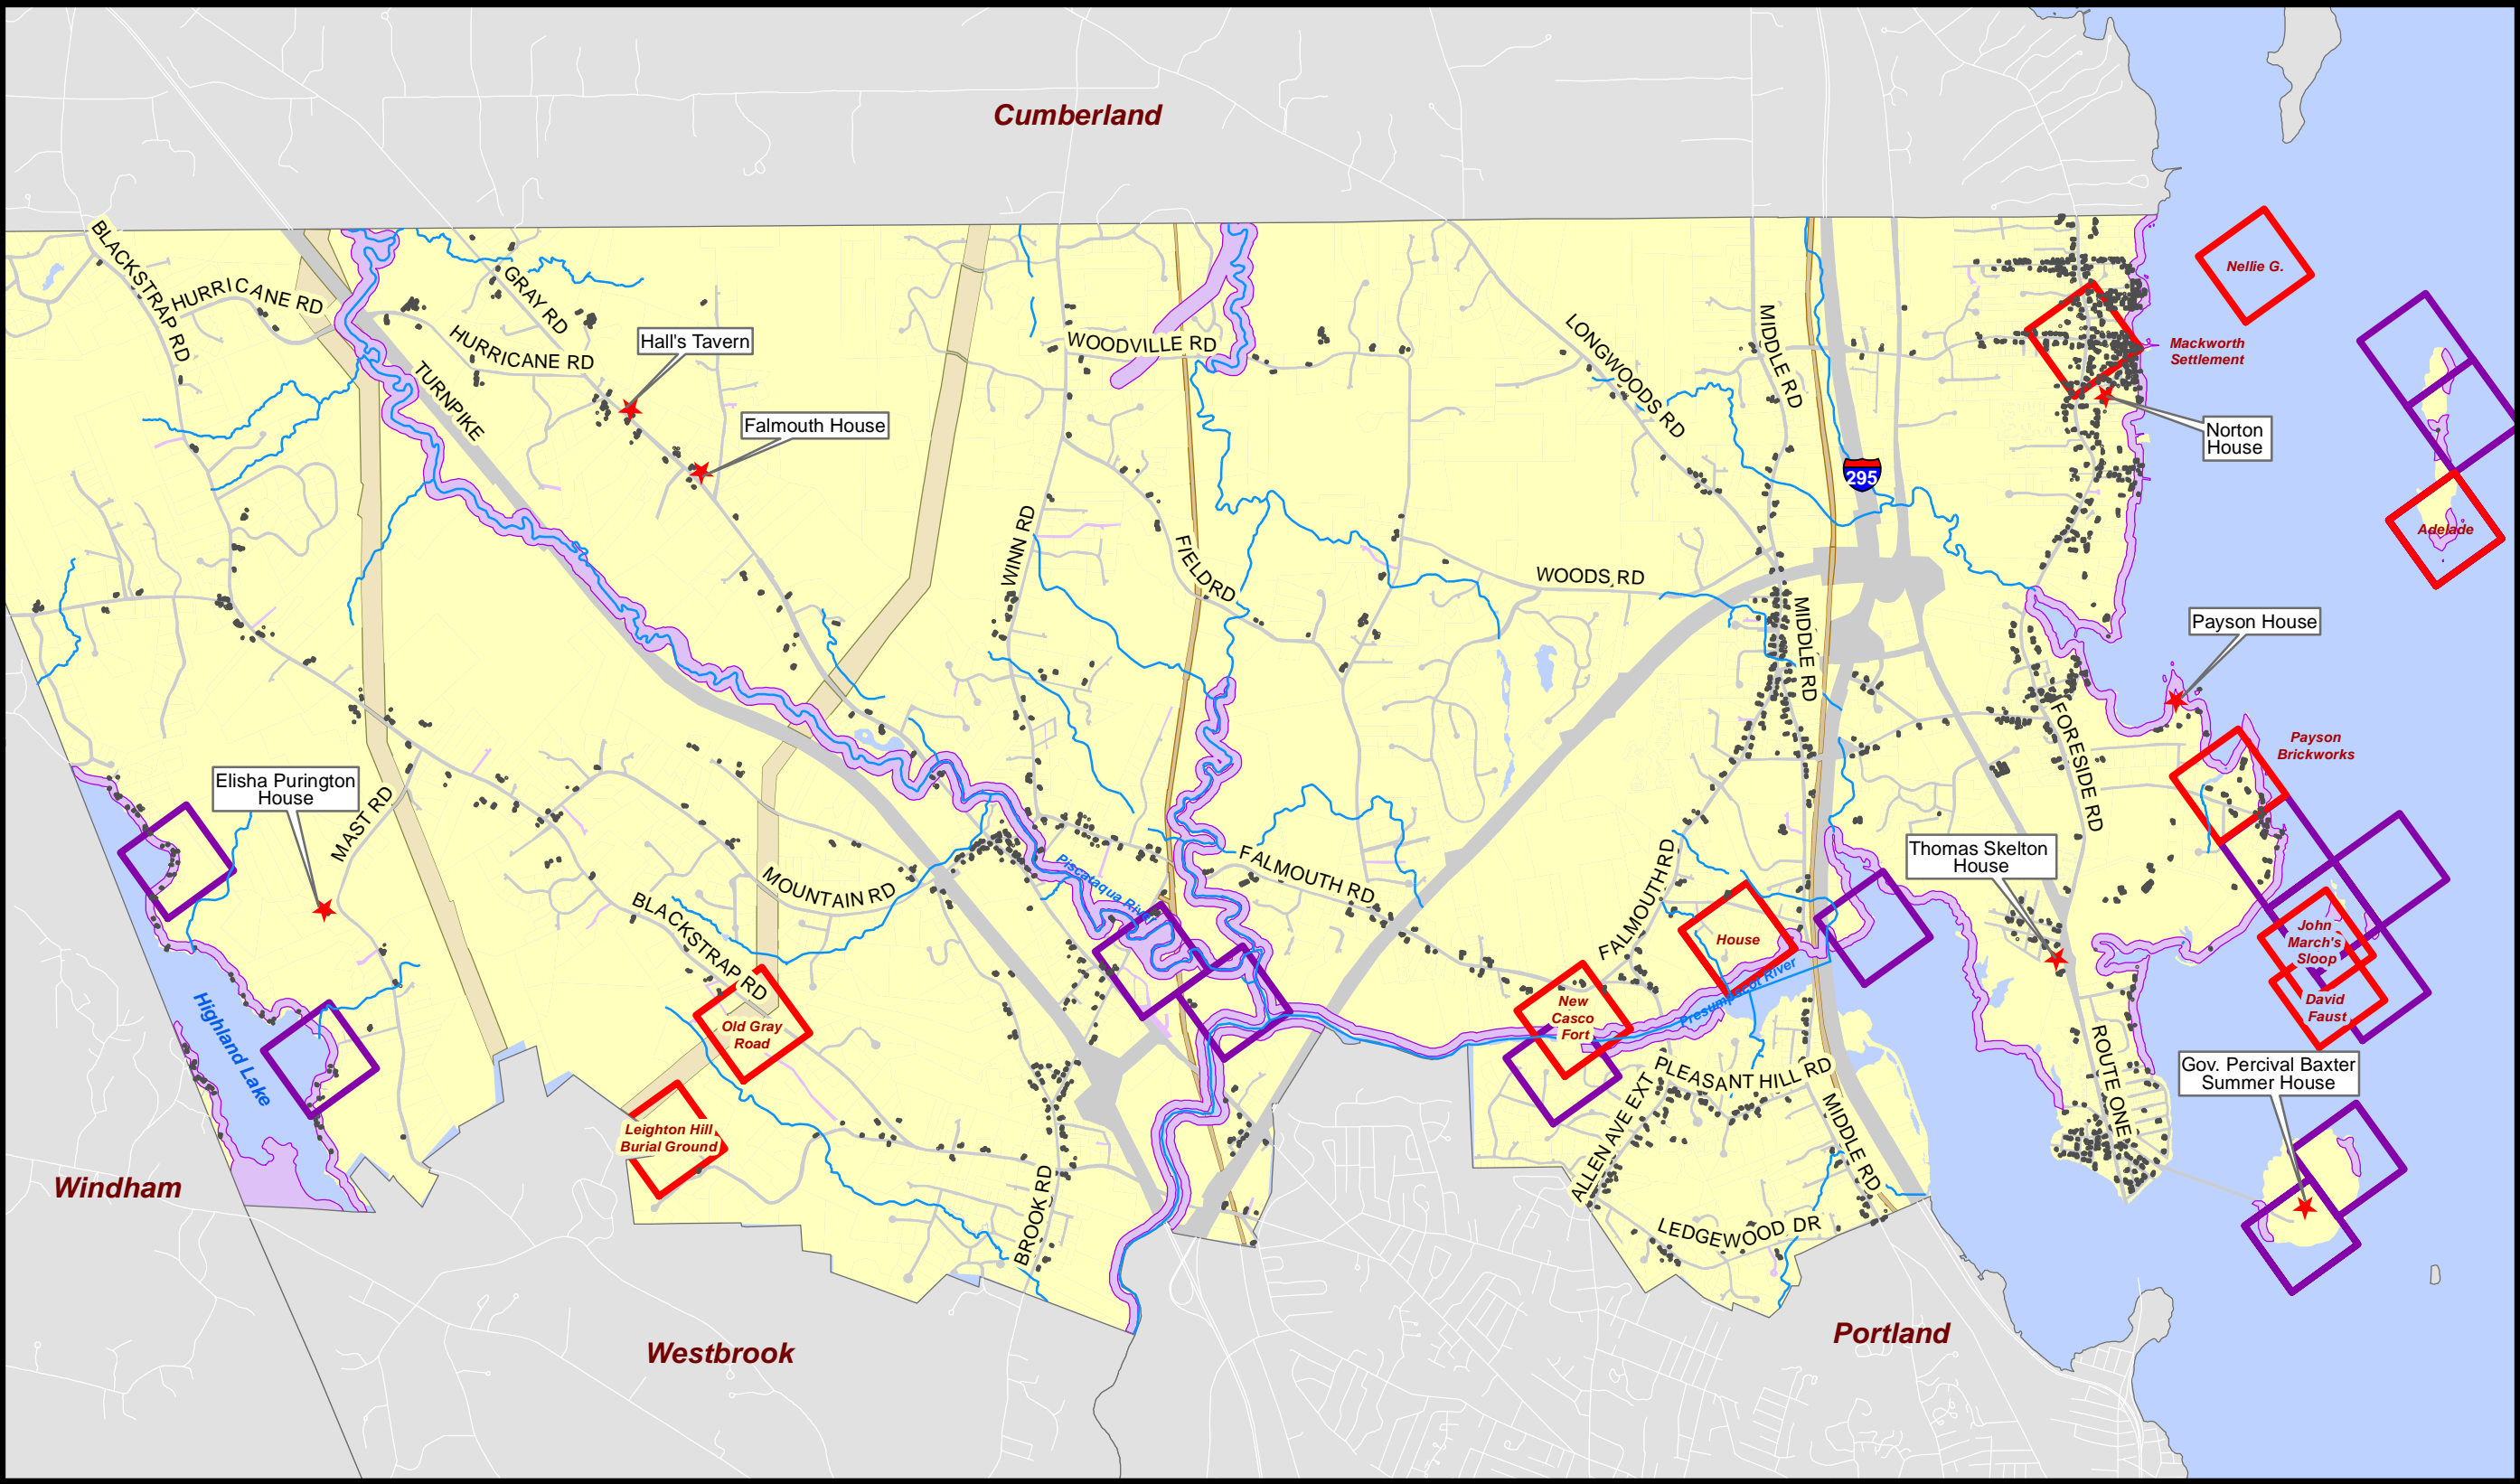 Cumberland
BLACKSTRAP RD
HURRICANE RD
GRAY RD
HURRICANE RD
TURNPIKE
Hall's Tavern
Falmouth House
WOODVILLE RD
WINN RD
FIELD RD
LONGWOODS RD
MIDDLE RD
WOODS RD
295
MIDDLE RD
Nellie G.
Mackworth
Settlement
Norton
House
Adelade
Payson House
FORESIDE RD
Payson
Brickworks
Elisha Purington
House
MAST RD
MOUNTAIN RD
BLACKSTRAP RD
Piscataqua River
FALMOUTH RD
FALMOUTH RD
House
Thomas Skelton
House
John
March's
Sloop
David
Faust
New
Casco
Fort
Presumpscot River
Old Gray
Road
Highland Lake
Leighton Hill
Burial Ground
BROOK RD
PLEASANT HILL RD
ALLEN AVE EXT
MIDDLE RD
LEDGEWOOD DR
ROUTE ONE
Gov. Percival Baxter
Summer House
Windham
Westbrook
Portland